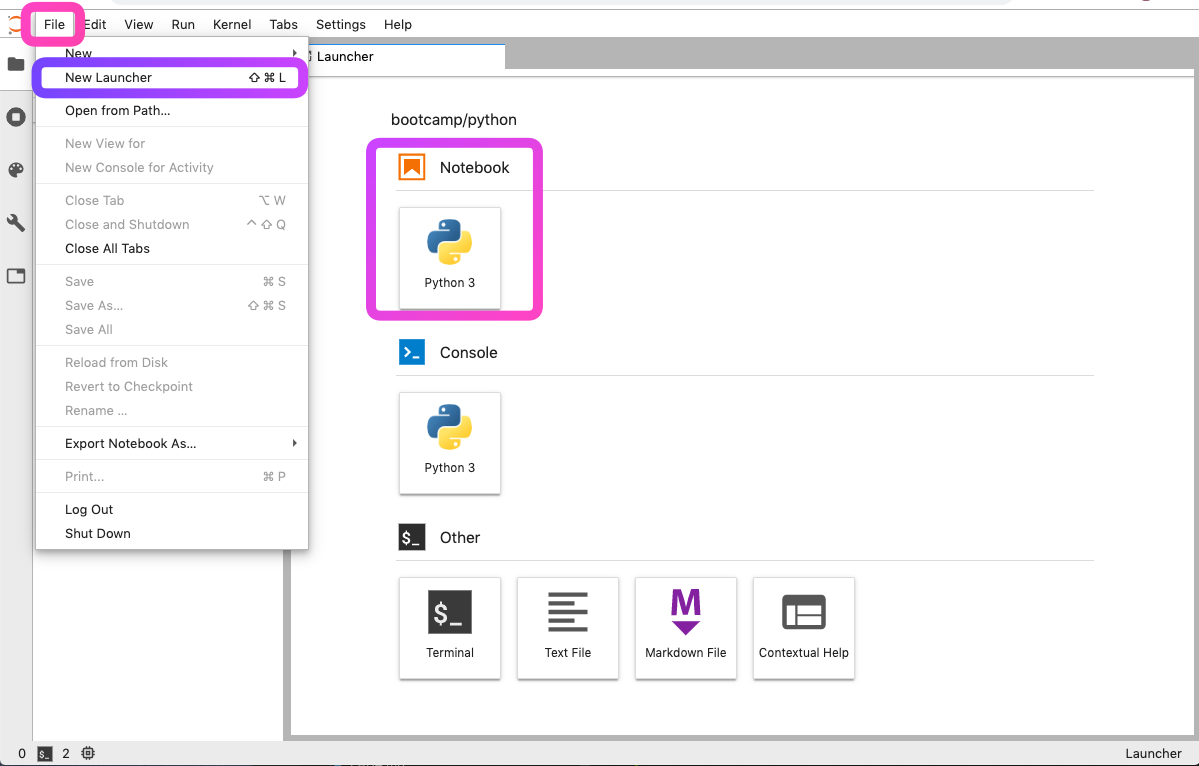 File Edit View Run Kernel Tabs Settings Help
New
New Launcher ⇧ ⌘ L
Open from Path...
New View for
New Console for Activity
Close Tab ⌥ W
Close and Shutdown ^ ⇧ Q
Close All Tabs
Save ⌘ S
Save As... ⇧ ⌘ S
Save All
Reload from Disk
Revert to Checkpoint
Rename ...
Export Notebook As...
Print... ⌘ P
Log Out
Shut Down
Launcher
bootcamp/python
Notebook
Python 3
>_ Console
Python 3
$_ Other
$_
M
Terminal Text File Markdown File Contextual Help
0 $_ 2 Launcher